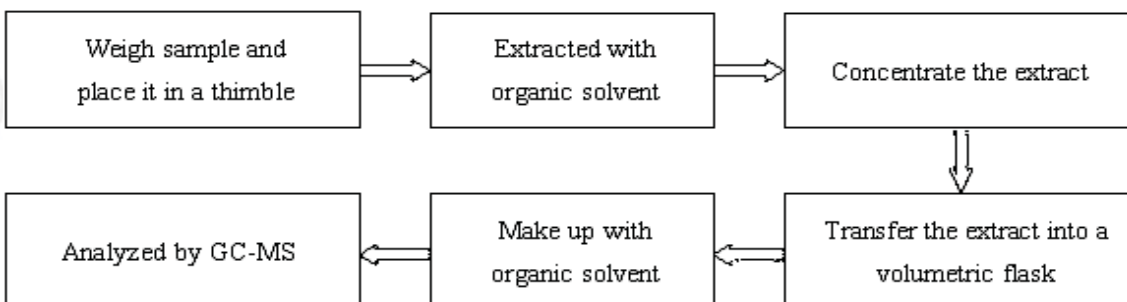 Weigh sample and
place it in a thimble
Extracted with
organic solvent
Concentrate the extract
Transfer the extract into a
volumetric flask
Make up with
organic solvent
Analyzed by GC-MS